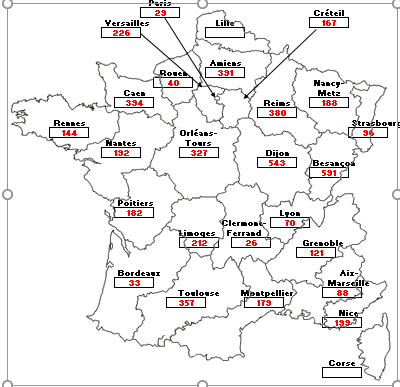 Paris
29
Versailles
226
Lille
Créteil
167
Rouen
40
Amiens
391
Caen
394
Reims
380
Nancy-
Metz
188
Strasbourg
96
Rennes
144
Nantes
192
Orléans-
Tours
327
Dijon
543
Besançon
591
Poitiers
182
Limoges
212
Clermont-
Ferrand
26
Lyon
70
Grenoble
121
Bordeaux
33
Toulouse
357
Montpellier
179
Aix-
Marseille
88
Nice
199
Corse